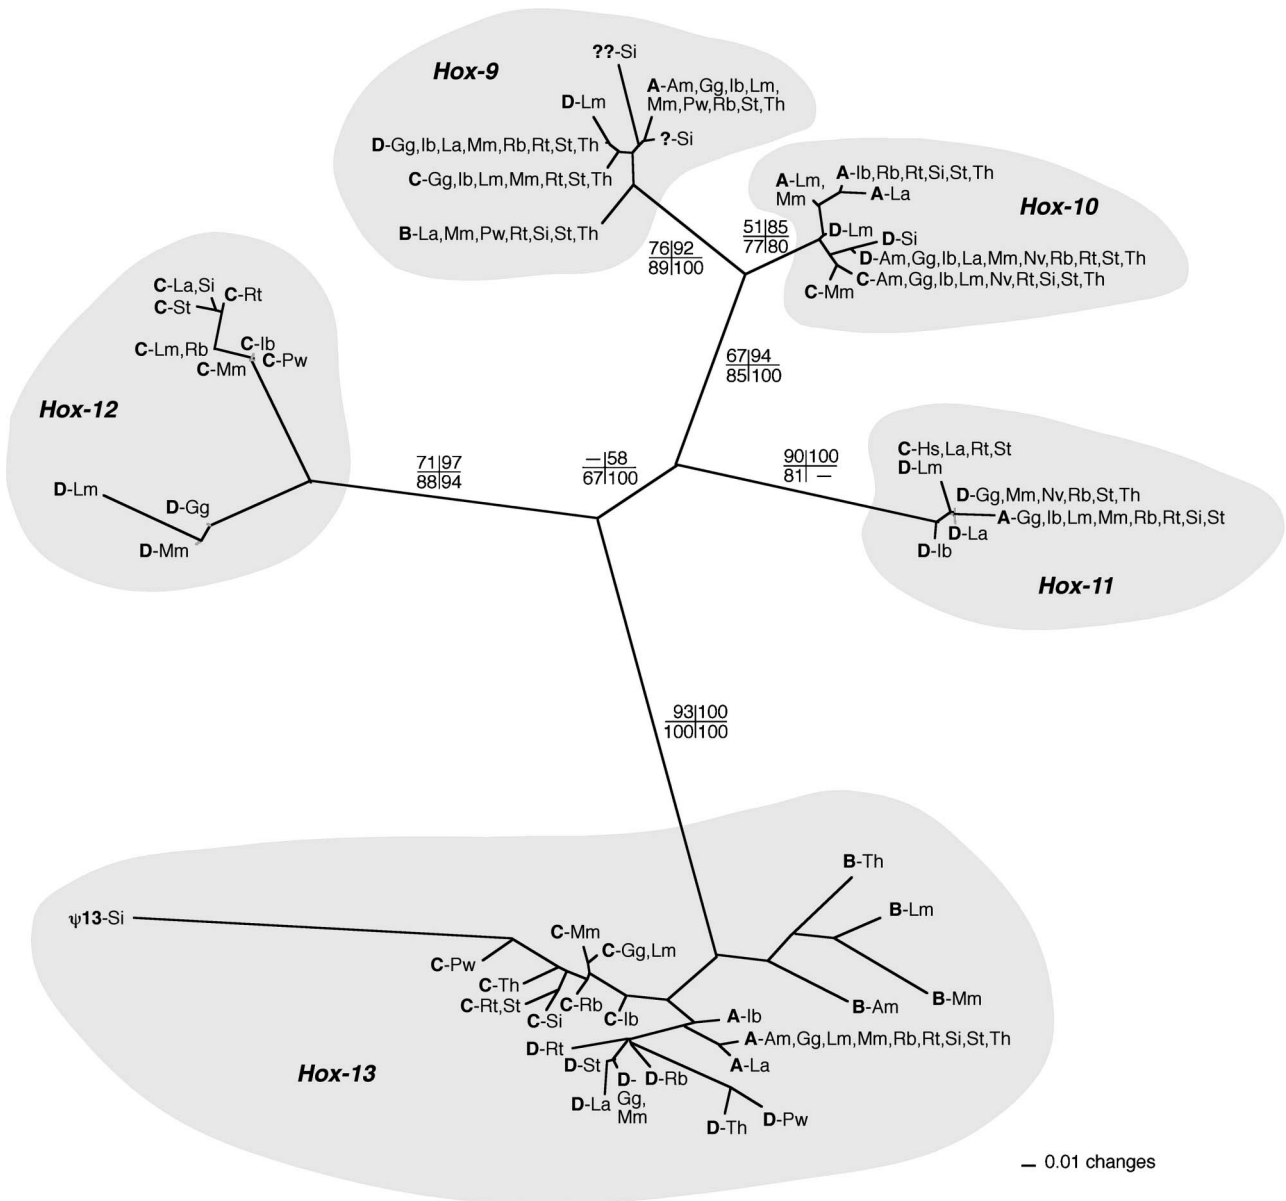 Hox-9
??-Si
A-Am,Gg,Ib,Lm,
Mm,Pw,Rb,St,Th
D-Lm
?-Si
D-Gg,Ib,La,Mm,Rb,Rt,St,Th
C-Gg,Ib,Lm,Mm,Rt,St,Th
B-La,Mm,Pw,Rt,Si,St,Th
76|92
89|100
51|85
77|80
Hox-10
A-Lm,
Mm
A-Ib,Rb,Rt,Si,St,Th
A-La
D-Lm
D-Si
D-Am,Gg,Ib,La,Mm,Nv,Rb,Rt,St,Th
C-Am,Gg,Ib,Lm,Nv,Rt,Si,St,Th
C-Mm
67|94
85|100
Hox-12
C-La,Si
C-Rt
C-St
C-Lm,Rb
C-Ib
C-Mm
C-Pw
D-Lm
D-Gg
D-Mm
71|97
88|94
—|58
67|100
90|100
81| —
C-Hs,La,Rt,St
D-Lm
D-Gg,Mm,Nv,Rb,St,Th
A-Gg,Ib,Lm,Mm,Rb,Rt,Si,St
D-La
D-Ib
Hox-11
93|100
100|100
ψ13-Si
C-Mm
C-Gg,Lm
C-Pw
C-Th
C-Rt,St
C-Rb
C-Si
C-Ib
B-Th
B-Lm
B-Mm
B-Am
A-Ib
A-Am,Gg,Lm,Mm,Rb,Rt,Si,St,Th
A-La
D-Rt
D-St
D-Rb
D-La
D-
Gg,
Mm
D-Th
D-Pw
Hox-13
0.01 changes